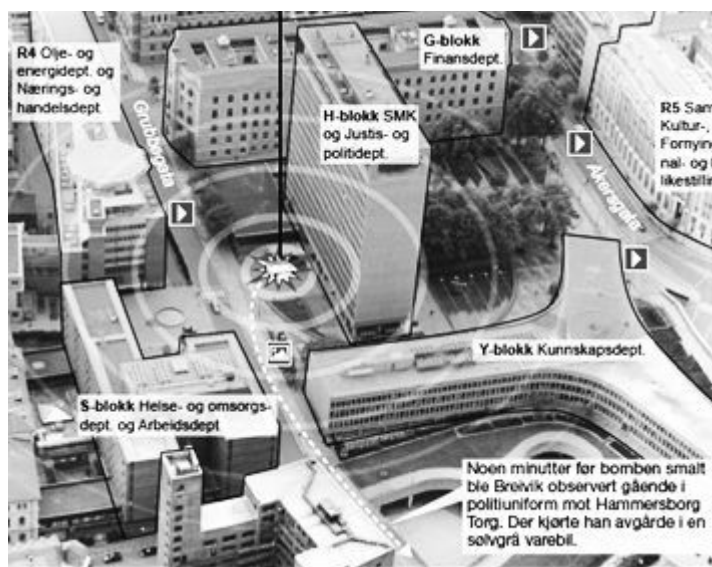 R4 Olje- og
energidept. og
Nærings- og
handelsdept.
Grubbegata
G-blokk
Finansdept.
H-blokk SMK
og Justis- og
politidept.
R5 Sam
Kultur-,
Fornyin
nal- og
likestillin
Akersgata
Y-blokk Kunnskapsdept.
S-blokk Helse- og omsorgs-
dept. og Arbeidsdept
Noen minutter før bomben smalt
ble Breivik observert gående i
politiuniform mot Hammersborg
Torg. Der kjørte han avgårde i en
sølvgrå varebil.